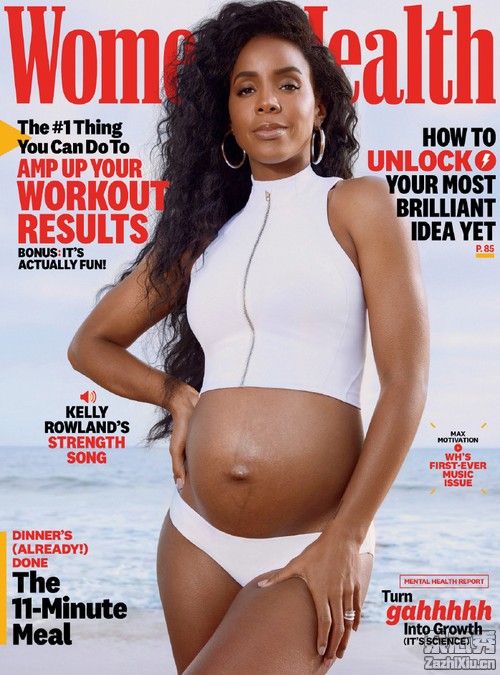 Women's Health
The #1 Thing
You Can Do To
AMP UP YOUR
WORKOUT
RESULTS
BONUS: IT'S
ACTUALLY FUN!
HOW TO
UNLOCK
YOUR MOST
BRILLIANT
IDEA YET
P. 85
KELLY
ROWLAND'S
STRENGTH
SONG
MAX
MOTIVATION
WH'S
FIRST-EVER
MUSIC
ISSUE
DINNER'S
(ALREADY!)
DONE
The
11-Minute
Meal
MENTAL HEALTH REPORT
Turn
gahhhhh
Into Growth
(IT'S SCIENCE)
ZazhiXiu.cn